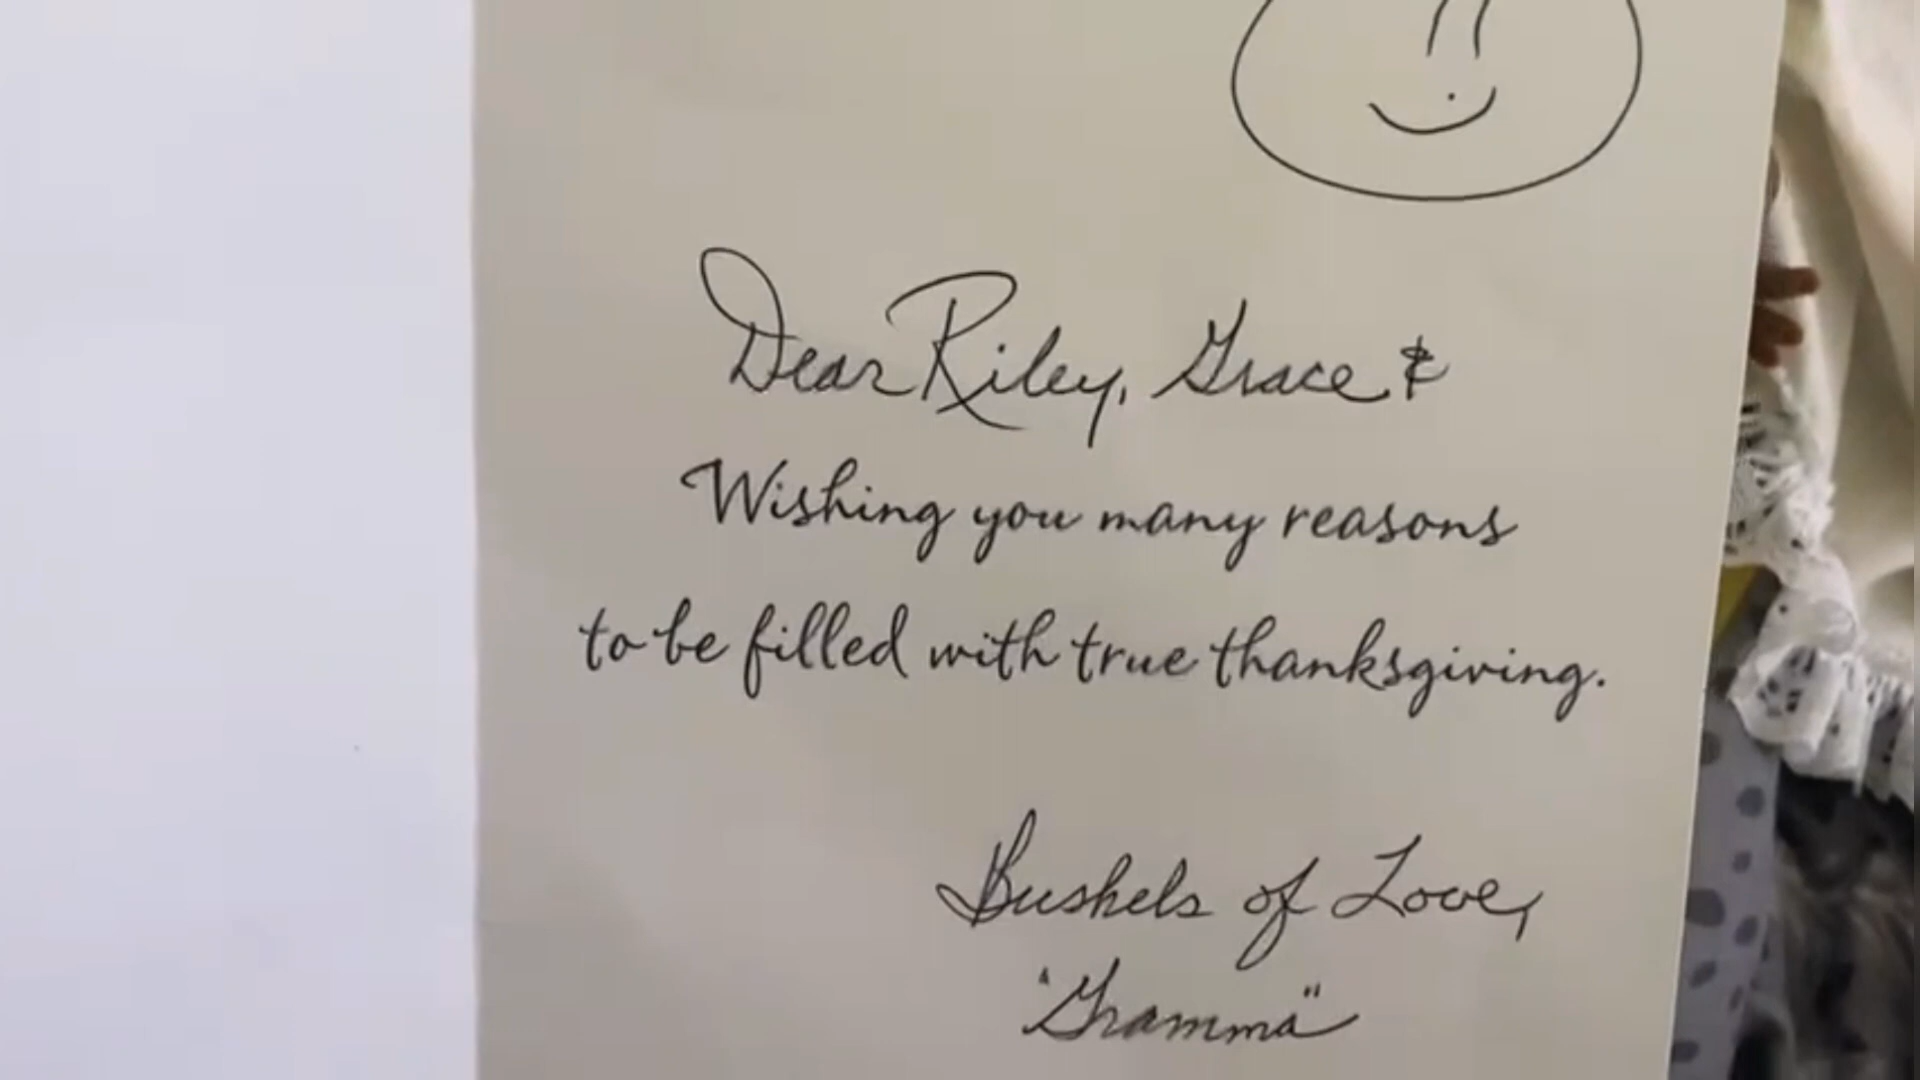 Dear Riley, Grace &
Wishing you many reasons
to be filled with true thanksgiving.
Bushels of Love,
"Gramma"